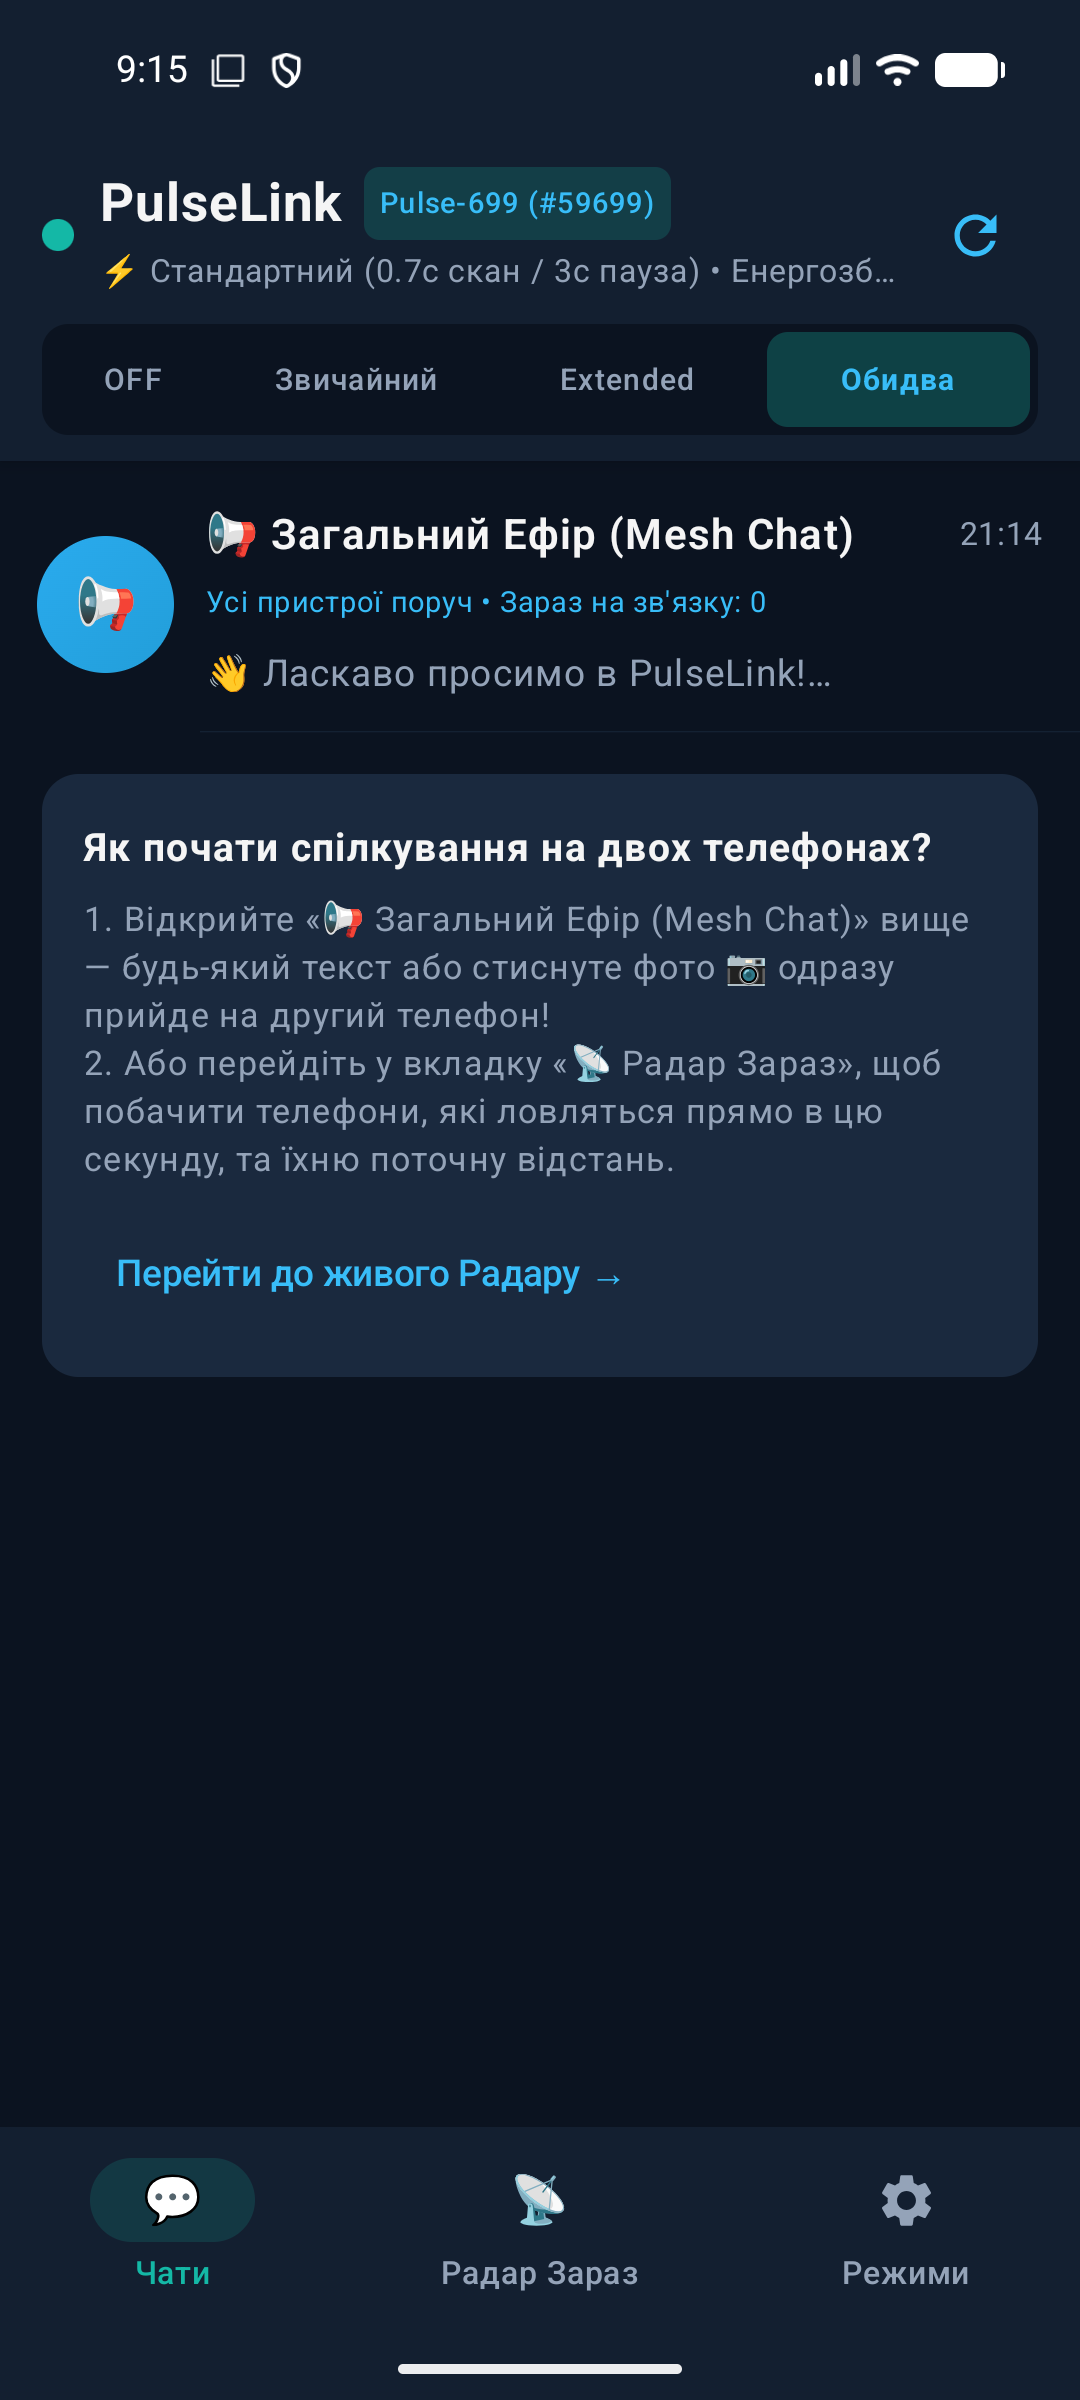 9:15
PulseLink
Pulse-699 (#59699)
⚡ Стандартний (0.7с скан / 3с пауза) • Енергозб…
OFF
Звичайний
Extended
Обидва
📢 Загальний Ефір (Mesh Chat)
21:14
Усі пристрої поруч • Зараз на зв'язку: 0
👋 Ласкаво просимо в PulseLink!…
Як почати спілкування на двох телефонах?
1. Відкрийте «📢 Загальний Ефір (Mesh Chat)» вище
— будь-який текст або стиснуте фото 📷 одразу
прийде на другий телефон!
2. Або перейдіть у вкладку «📡 Радар Зараз», щоб
побачити телефони, які ловляться прямо в цю
секунду, та їхню поточну відстань.
Перейти до живого Радару →
Чати
Радар Зараз
Режими